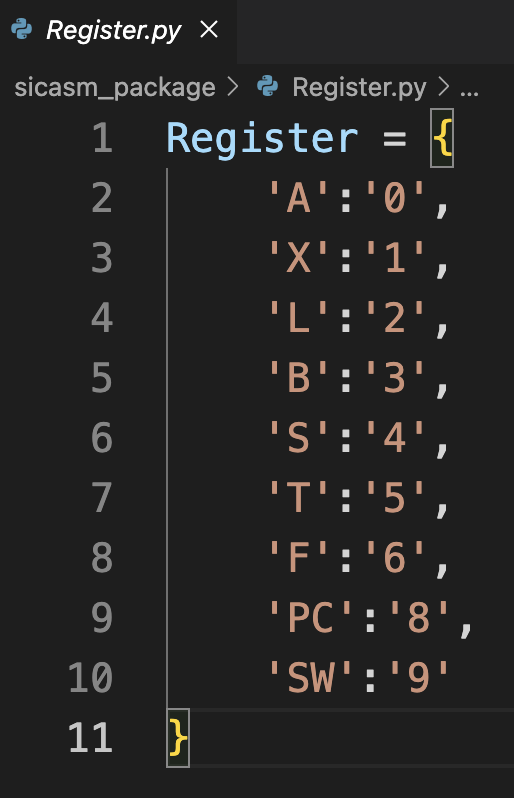 Register.py ×
sicasm_package > Register.py > ...
1 Register = {
2 'A':'0',
3 'X':'1',
4 'L':'2',
5 'B':'3',
6 'S':'4',
7 'T':'5',
8 'F':'6',
9 'PC':'8',
10 'SW':'9'
11 }